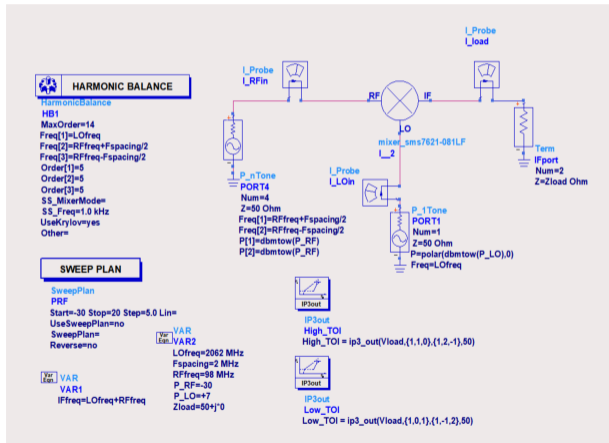 HARMONIC BALANCE
HarmonicBalance
HB1
MaxOrder=14
Freq[1]=LOfreq
Freq[2]=RFfreq+Fspacing/2
Freq[3]=RFfreq-Fspacing/2
Order[1]=5
Order[2]=5
Order[3]=5
SS_MixerMode=
SS_Freq=1.0 kHz
UseKrylov=yes
Other=
SWEEP PLAN
SweepPlan
PRF
Start=-30 Stop=20 Step=5.0 Lin=
UseSweepPlan=no
SweepPlan=
Reverse=no
Var
Eqn
VAR
VAR1
IFfreq=LOfreq+RFfreq
Var
Eqn
VAR
VAR2
LOfreq=2062 MHz
Fspacing=2 MHz
RFfreq=98 MHz
P_RF=-30
P_LO=+7
Zload=50+j*0
I_Probe
I_RFin
P_nTone
PORT4
Num=4
Z=50 Ohm
Freq[1]=RFfreq+Fspacing/2
Freq[2]=RFfreq-Fspacing/2
P[1]=dbmtow(P_RF)
P[2]=dbmtow(P_RF)
RF
IF
LO
mixer_sms7621-081LF
I__2
I_Probe
I_LOin
P_1Tone
PORT1
Num=1
Z=50 Ohm
P=polar(dbmtow(P_LO),0)
Freq=LOfreq
I_Probe
I_load
Term
IFport
Num=2
Z=Zload Ohm
IP3out
IP3out
High_TOI
High_TOI = ip3_out(Vload,{1,1,0},{1,2,-1},50)
IP3out
IP3out
Low_TOI
Low_TOI = ip3_out(Vload,{1,0,1},{1,-1,2},50)